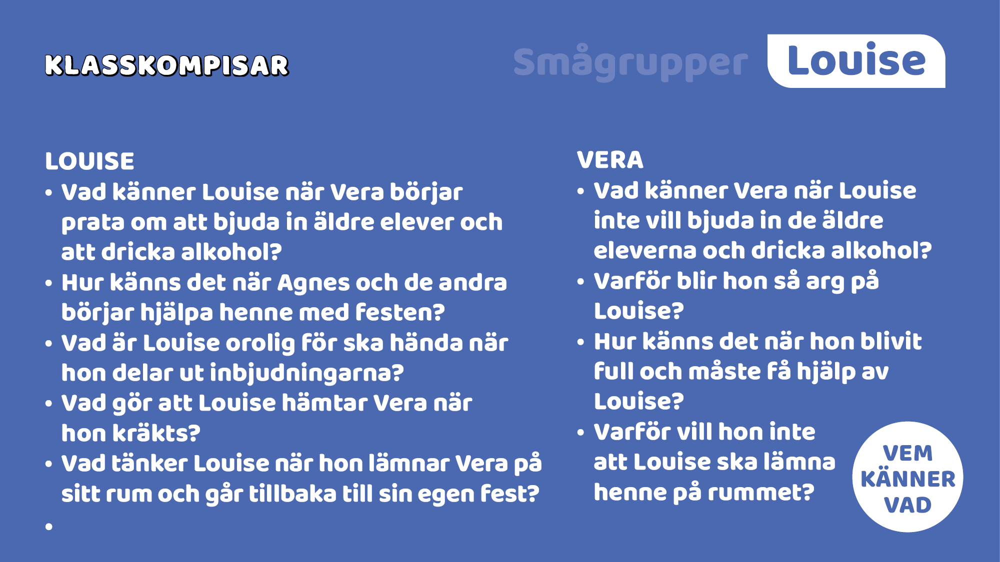 KLASSKOMPISAR
Smågrupper
Louise
LOUISE
• Vad känner Louise när Vera börjar
prata om att bjuda in äldre elever och
att dricka alkohol?
• Hur känns det när Agnes och de andra
börjar hjälpa henne med festen?
• Vad är Louise orolig för ska hända när
hon delar ut inbjudningarna?
• Vad gör att Louise hämtar Vera när
hon kräkts?
• Vad tänker Louise när hon lämnar Vera på
sitt rum och går tillbaka till sin egen fest?
•
VERA
• Vad känner Vera när Louise
inte vill bjuda in de äldre
eleverna och dricka alkohol?
• Varför blir hon så arg på
Louise?
• Hur känns det när hon blivit
full och måste få hjälp av
Louise?
• Varför vill hon inte
att Louise ska lämna
henne på rummet?
VEM
KÄNNER
VAD